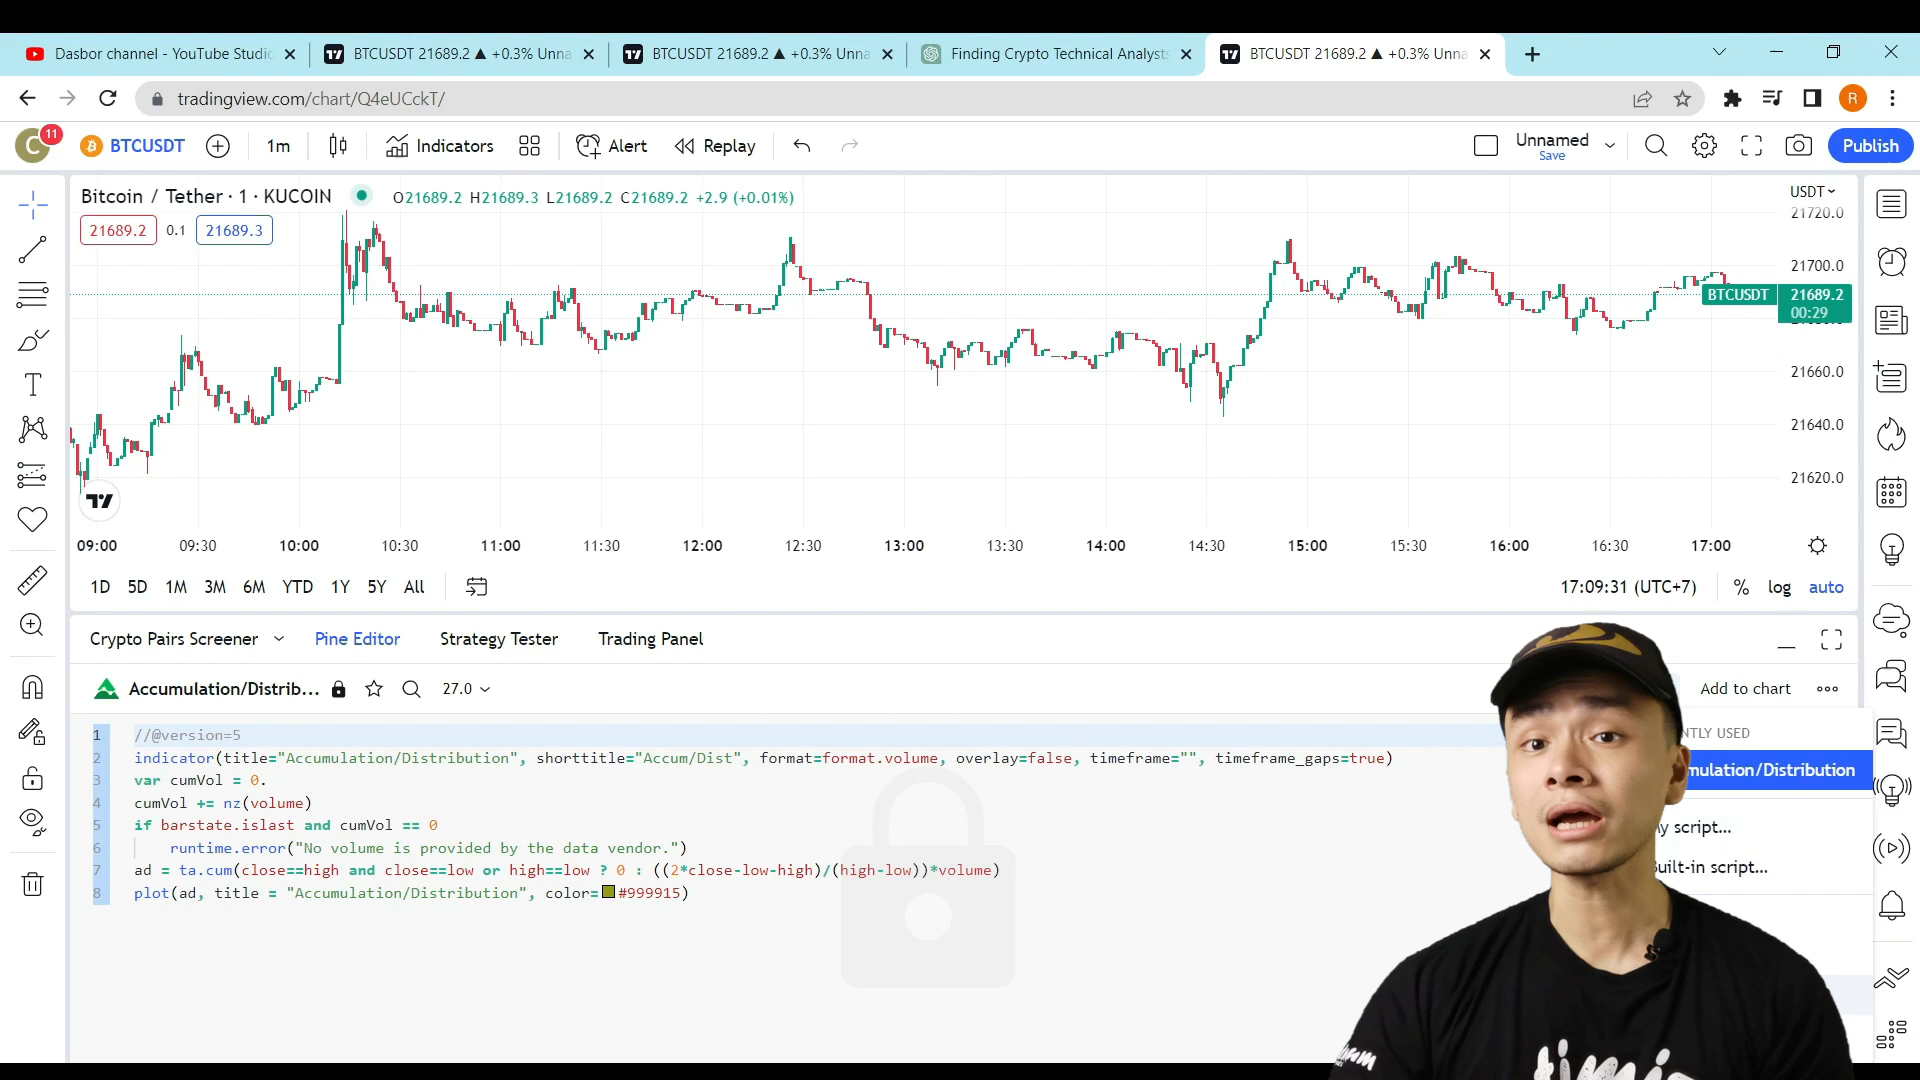 Dasbor channel - YouTube Studio
BTCUSDT 21689.2 ▲ +0.3% Unna
BTCUSDT 21689.2 ▲ +0.3% Unna
Finding Crypto Technical Analysts
BTCUSDT 21689.2 ▲ +0.3% Unna
tradingview.com/chart/Q4eUCckT/
R
C
11
BTCUSDT
1m
Indicators
Alert
Replay
Unnamed
Save
Publish
Bitcoin / Tether · 1 · KUCOIN
O21689.2 H21689.3 L21689.2 C21689.2 +2.9 (+0.01%)
21689.2
0.1
21689.3
USDT
21720.0
21700.0
BTCUSDT
21689.2
00:29
21660.0
21640.0
21620.0
09:00 09:30 10:00 10:30 11:00 11:30 12:00 12:30 13:00 13:30 14:00 14:30 15:00 15:30 16:00 16:30 17:00
1D 5D 1M 3M 6M YTD 1Y 5Y All
17:09:31 (UTC+7)
% log auto
Crypto Pairs Screener
Pine Editor
Strategy Tester
Trading Panel
Accumulation/Distrib...
27.0
Add to chart
1 //@version=5
2 indicator(title="Accumulation/Distribution", shorttitle="Accum/Dist", format=format.volume, overlay=false, timeframe="", timeframe_gaps=true)
3 var cumVol = 0.
4 cumVol += nz(volume)
5 if barstate.islast and cumVol == 0
6 runtime.error("No volume is provided by the data vendor.")
7 ad = ta.cum(close==high and close==low or high==low ? 0 : ((2*close-low-high)/(high-low))*volume)
8 plot(ad, title = "Accumulation/Distribution", color=#999915)
NTLY USED
mulation/Distribution
y script...
uilt-in script...